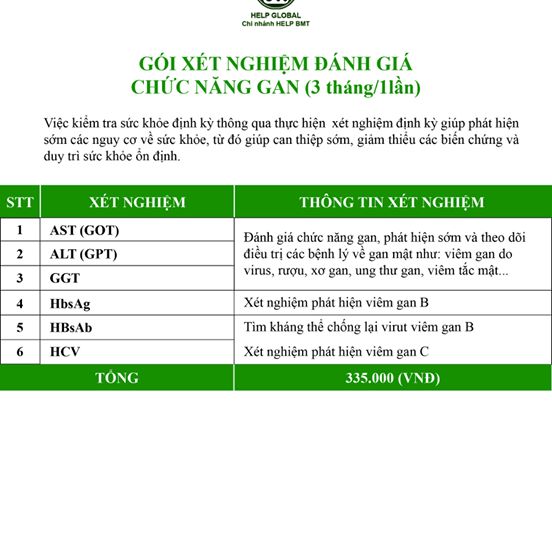 HELP GLOBAL
Chi nhánh HELP BMT
GÓI XÉT NGHIỆM ĐÁNH GIÁ
CHỨC NĂNG GAN (3 tháng/1lần)
Việc kiểm tra sức khỏe định kỳ thông qua thực hiện xét nghiệm định kỳ giúp phát hiện
sớm các nguy cơ về sức khỏe, từ đó giúp can thiệp sớm, giảm thiểu các biến chứng và
duy trì sức khỏe ổn định.
STT XÉT NGHIỆM THÔNG TIN XÉT NGHIỆM
1 AST (GOT)
2 ALT (GPT)
3 GGT
Đánh giá chức năng gan, phát hiện sớm và theo dõi
điều trị các bệnh lý về gan mật như: viêm gan do
virus, rượu, xơ gan, ung thư gan, viêm tắc mật...
4 HbsAg Xét nghiệm phát hiện viêm gan B
5 HBsAb Tìm kháng thể chống lại virut viêm gan B
6 HCV Xét nghiệm phát hiện viêm gan C
TỔNG 335.000 (VNĐ)